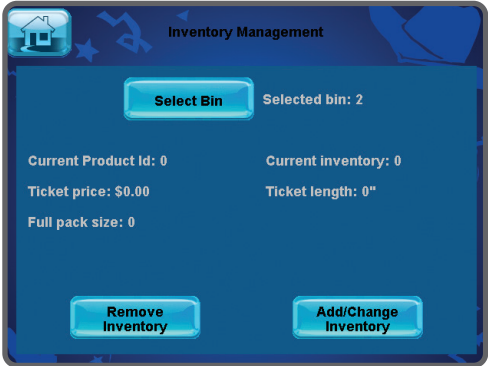 Inventory Management
Select Bin
Selected bin: 2
Current Product Id: 0
Current inventory: 0
Ticket price: $0.00
Ticket length: 0"
Full pack size: 0
Remove
Inventory
Add/Change
Inventory